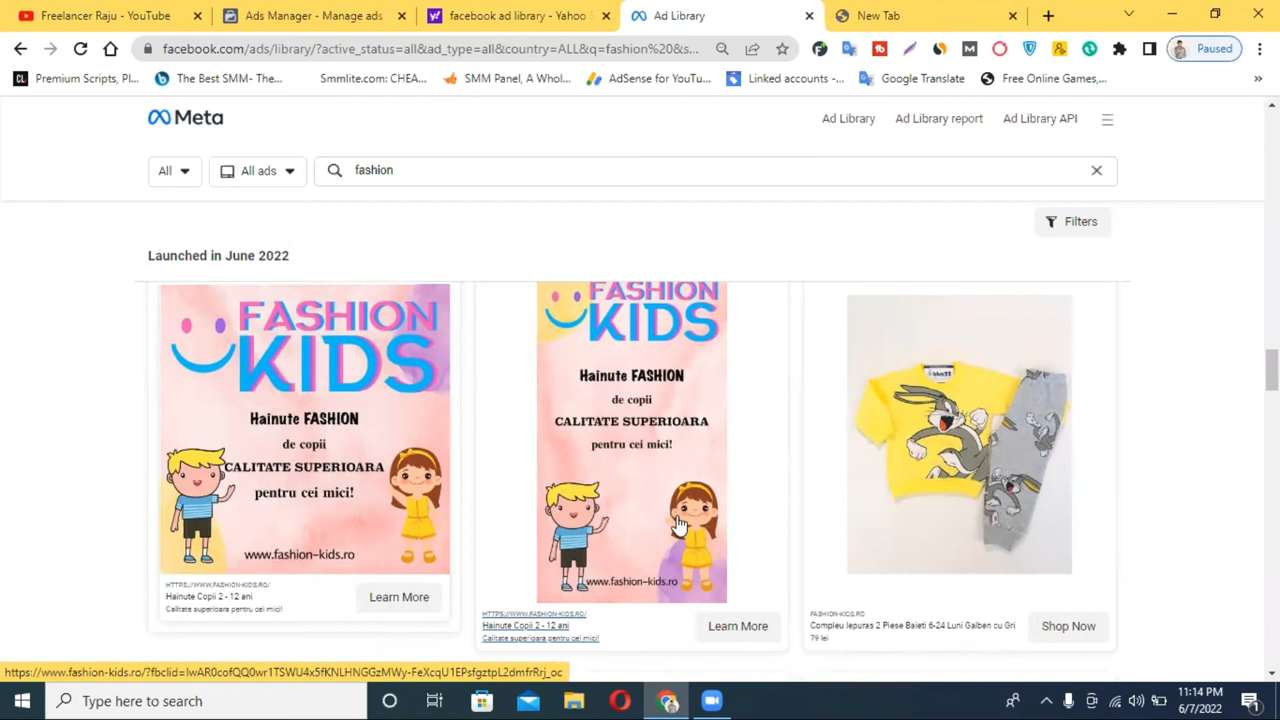 Freelancer Raju - YouTube
Ads Manager - Manage ads
facebook ad library - Yahoo S
Ad Library
New Tab
facebook.com/ads/library/?active_status=all&ad_type=all&country=ALL&q=fashion%20&s...
Paused
Premium Scripts, Pl...
The Best SMM- The...
Smmlite.com: CHEA...
SMM Panel, A Whol...
AdSense for YouTu...
Linked accounts -...
Google Translate
Free Online Games,...
Meta
Ad Library
Ad Library report
Ad Library API
All
All ads
fashion
Filters
Launched in June 2022
FASHION
KIDS
Hainute FASHION
de copii
CALITATE SUPERIOARA
pentru cei mici!
www.fashion-kids.ro
HTTPS://WWW.FASHION-KIDS.RO/
Hainute Copii 2 - 12 ani
Calitate superioara pentru cei mici!
Learn More
FASHION
KIDS
Hainute FASHION
de copii
CALITATE SUPERIOARA
pentru cei mici!
www.fashion-kids.ro
HTTPS://WWW.FASHION-KIDS.RO/
Hainute Copii 2 - 12 ani
Calitate superioara pentru cei mici!
Learn More
FASHION-KIDS.RO
Compleu Iepuras 2 Piese Baieti 6-24 Luni Galben cu Gri
79 lei
Shop Now
Type here to search
11:14 PM
6/7/2022